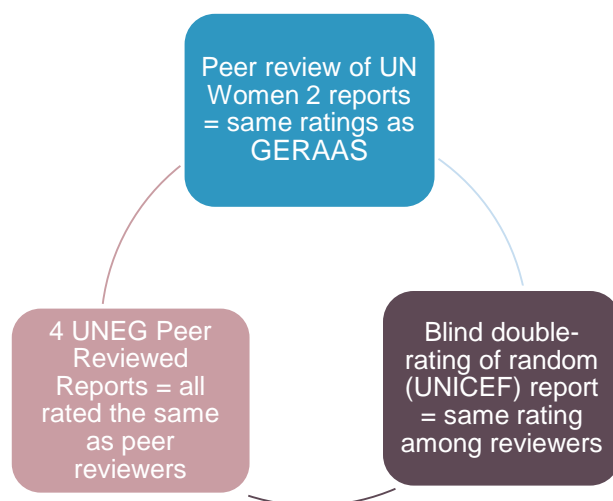 Peer review of UN
Women 2 reports
= same ratings as
GERAAS
4 UNEG Peer
Reviewed
Reports = all
rated the same
as peer
reviewers
Blind double-
rating of random
(UNICEF) report
= same rating
among reviewers